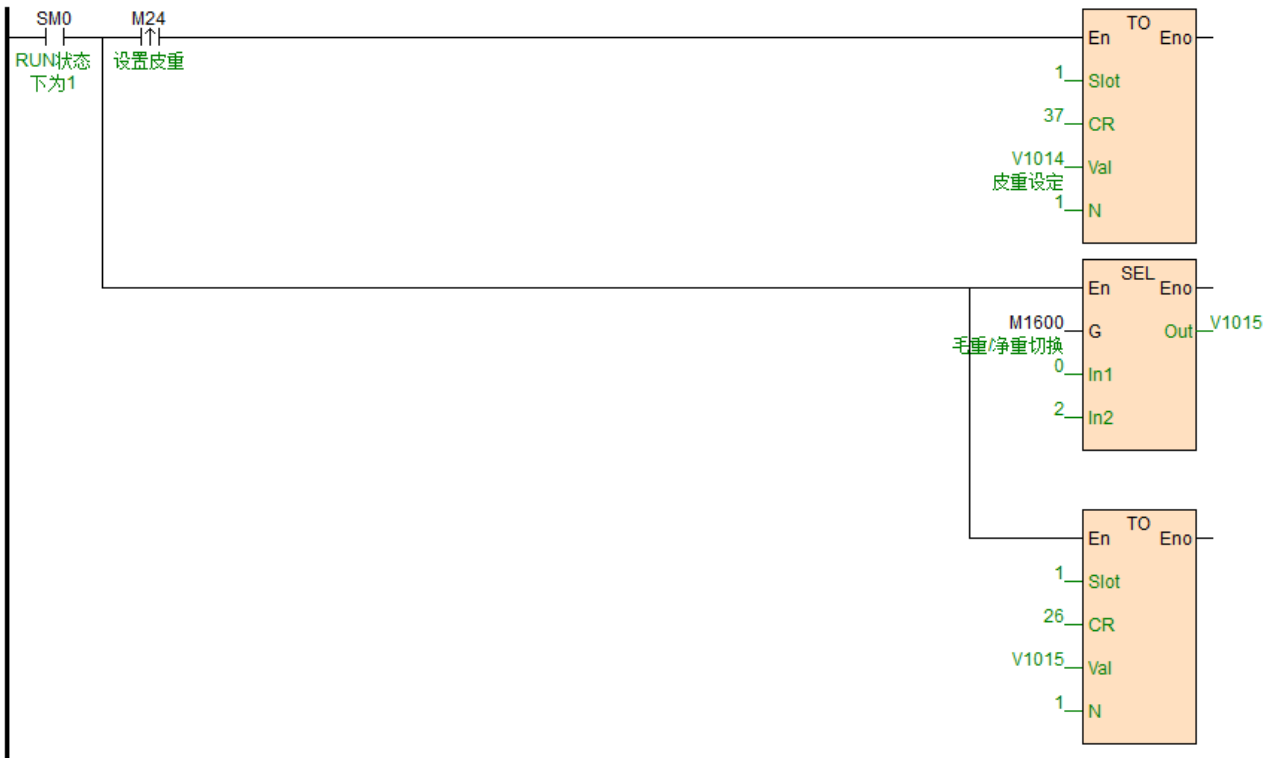 SM0
M24
RUN状态
下为1
设置皮重
TO
En
Eno
1
Slot
37
CR
V1014
Val
皮重设定
1
N
SEL
En
Eno
M1600
G
Out
V1015
毛重/净重切换
0
In1
2
In2
TO
En
Eno
1
Slot
26
CR
V1015
Val
1
N